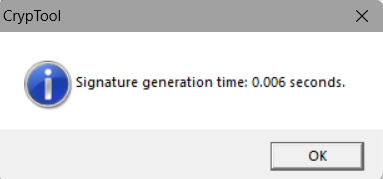 CrypTool
Signature generation time: 0.006 seconds.
OK